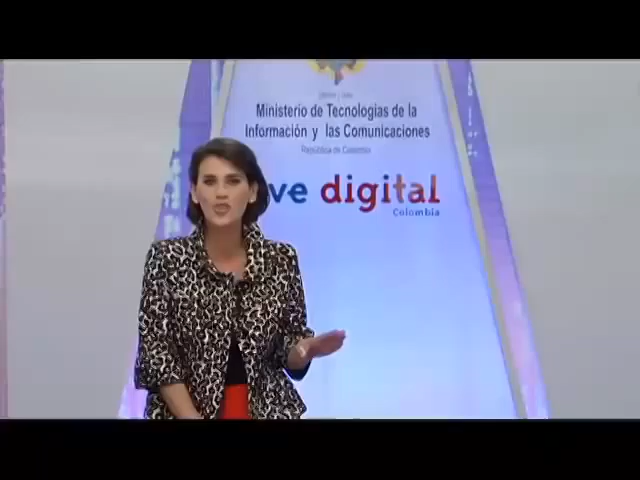 Ministerio de Tecnologías de la
Información y las Comunicaciones
República de Colombia
ve digital
Colombia